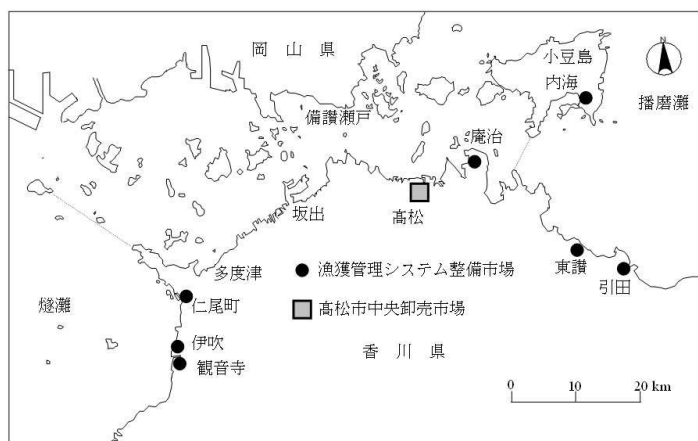 岡 山 県
小豆島
N
内海
播磨灘
備讃瀬戸
庵治
坂出
高松
多度津
漁獲管理システム整備市場
東讃
引田
燧灘
仁尾町
高松市中央卸売市場
伊吹
観音寺
香 川 県
0 10 20 km